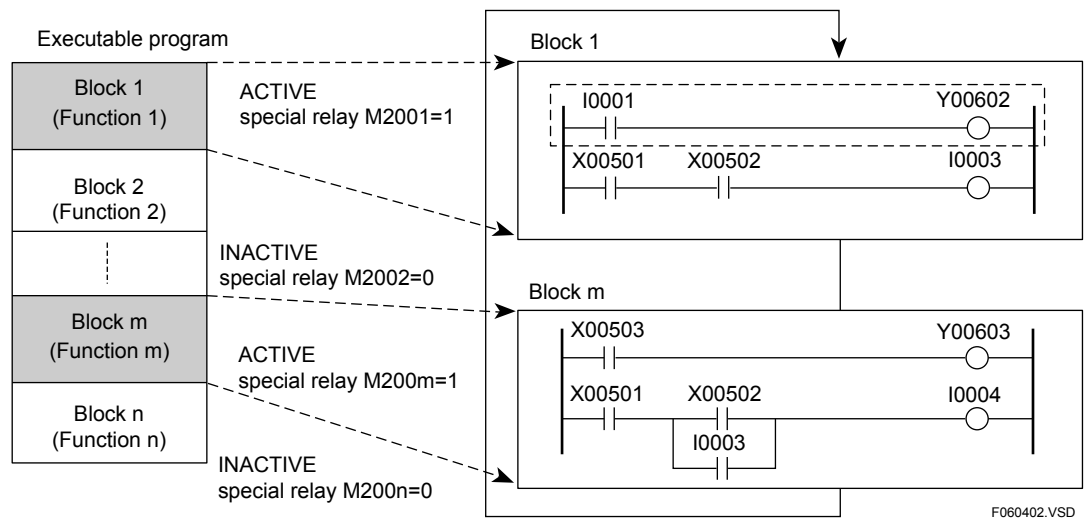 Executable program
Block 1
(Function 1)
Block 2
(Function 2)
Block m
(Function m)
Block n
(Function n)
ACTIVE
special relay M2001=1
INACTIVE
special relay M2002=0
ACTIVE
special relay M200m=1
INACTIVE
special relay M200n=0
Block 1
I0001 Y00602
X00501 X00502 I0003
Block m
X00503 Y00603
X00501 X00502 I0004
I0003
F060402.VSD